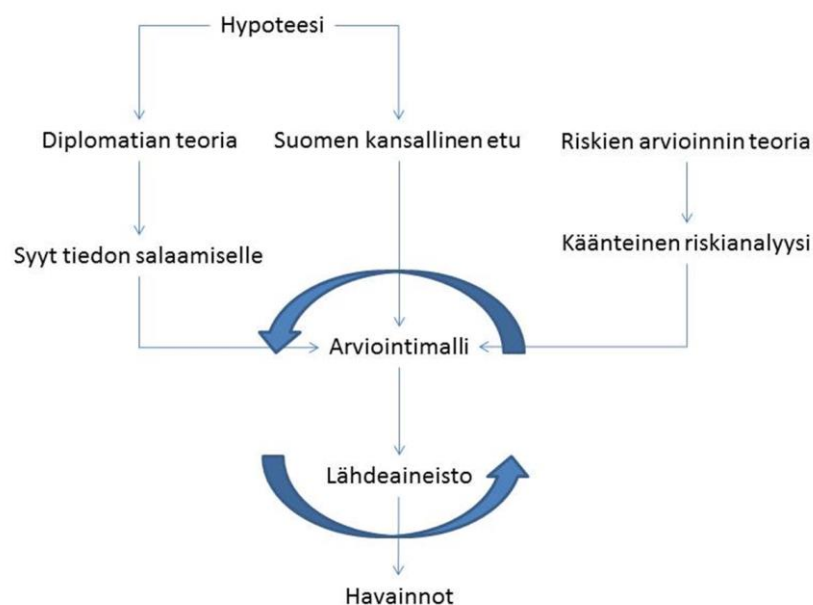 Hypoteesi
Diplomatian teoria
Suomen kansallinen etu
Riskien arvioinnin teoria
Syyt tiedon salaamiselle
Käänteinen riskianalyysi
Arviointimalli
Lähdeaineisto
Havainnot